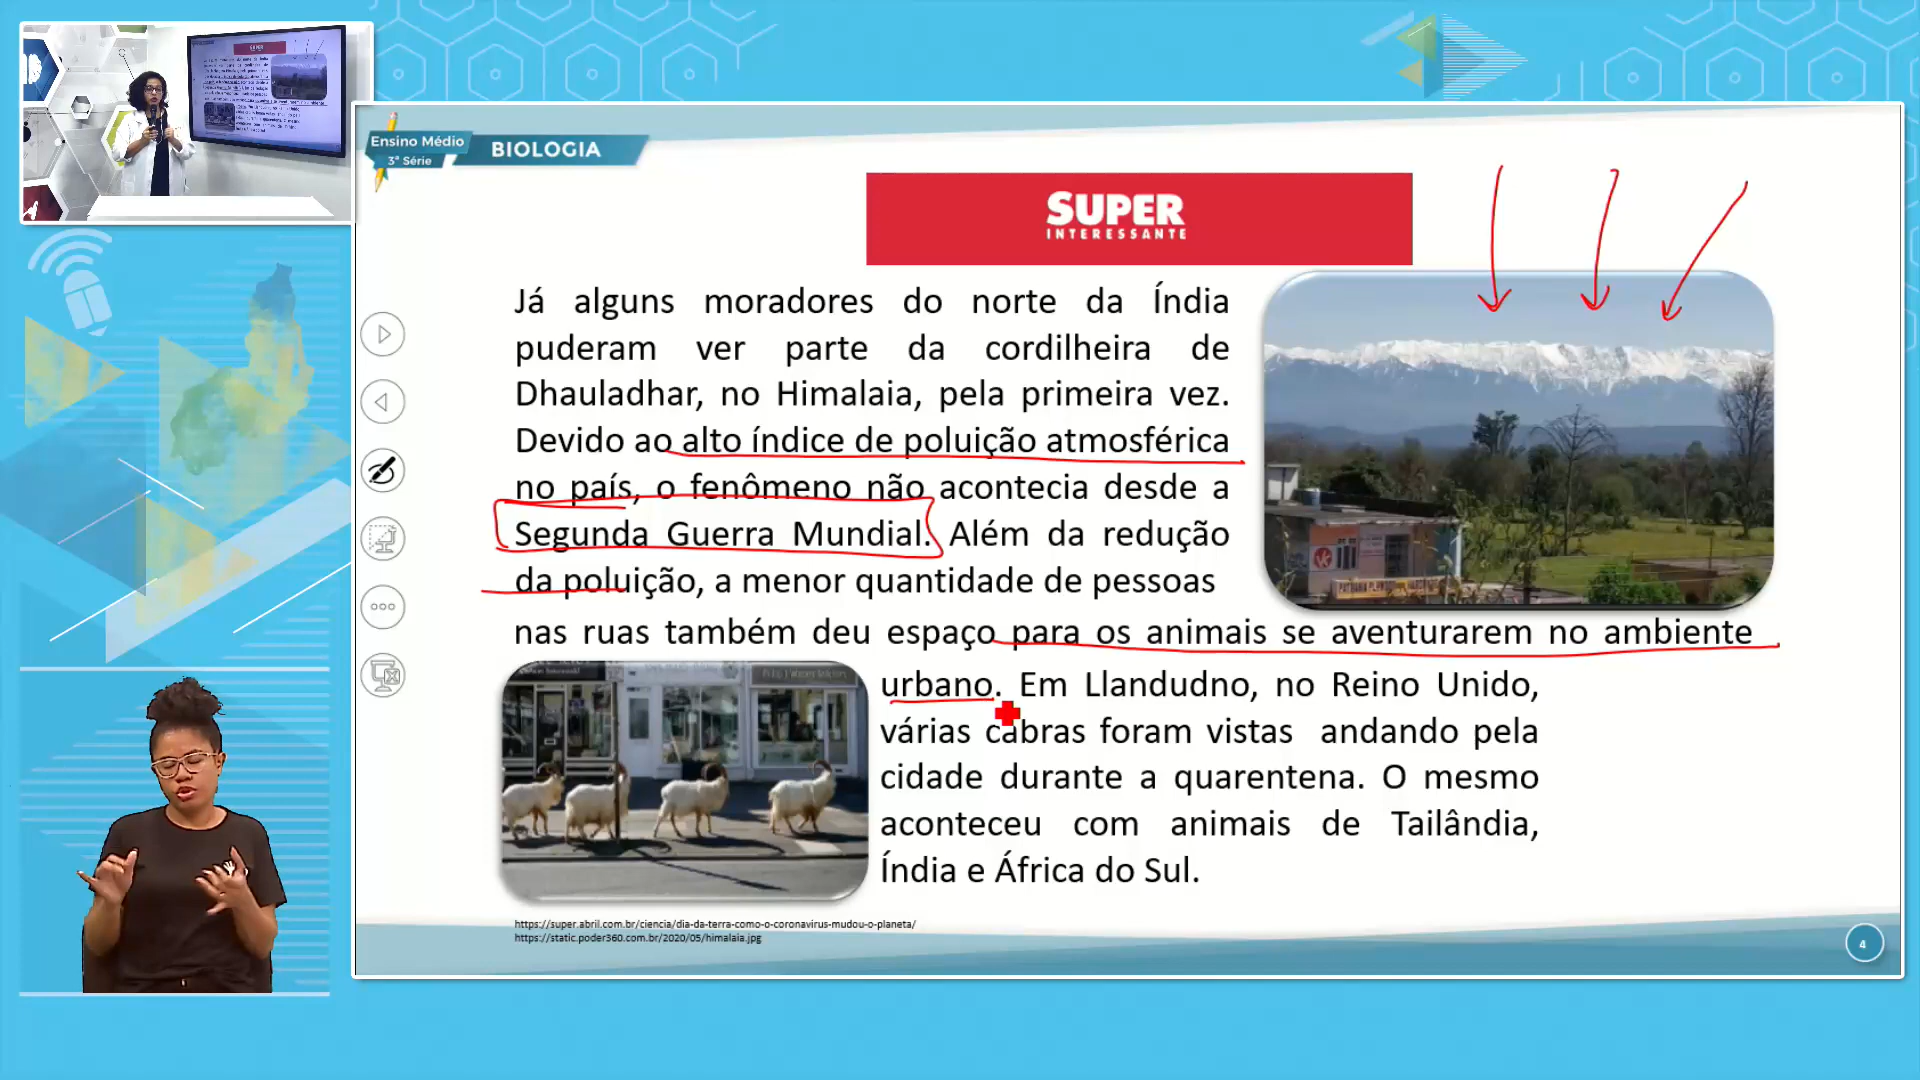 Ensino Médio
3ª Série
BIOLOGIA
SUPER
INTERESSANTE
Já alguns moradores do norte da Índia
puderam ver parte da cordilheira de
Dhauladhar, no Himalaia, pela primeira vez.
Devido ao alto índice de poluição atmosférica
no país, o fenômeno não acontecia desde a
Segunda Guerra Mundial. Além da redução
da poluição, a menor quantidade de pessoas
nas ruas também deu espaço para os animais se aventurarem no ambiente
urbano. Em Llandudno, no Reino Unido,
várias cabras foram vistas andando pela
cidade durante a quarentena. O mesmo
aconteceu com animais de Tailândia,
Índia e África do Sul.
https://super.abril.com.br/ciencia/dia-da-terra-como-o-coronavirus-mudou-o-planeta/
https://static.poder360.com.br/2020/05/himalaia.jpg
4